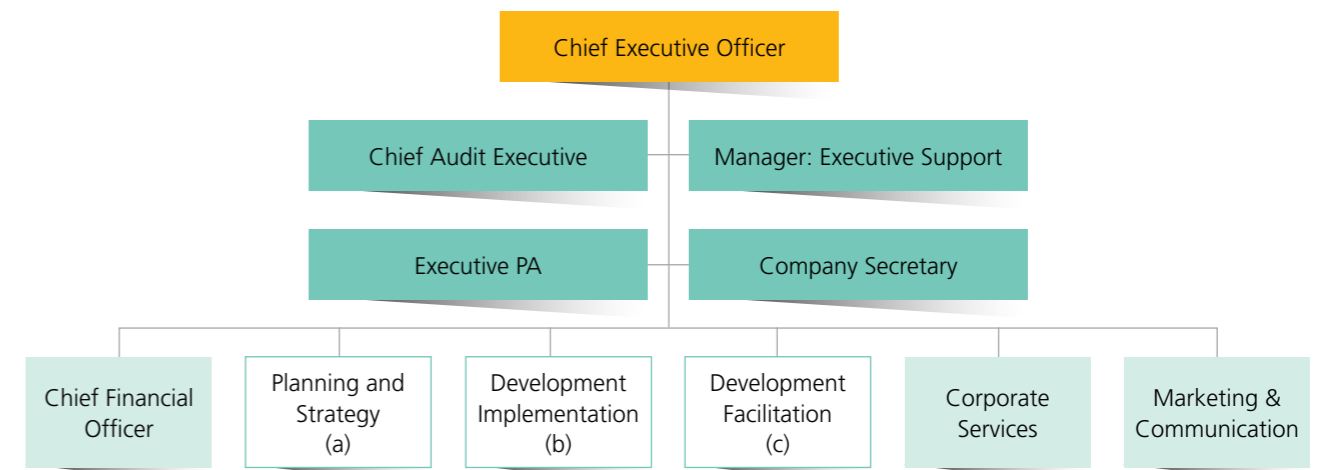 Chief Executive Officer
Chief Audit Executive
Manager: Executive Support
Executive PA
Company Secretary
Chief Financial
Officer
Planning and
Strategy
(a)
Development
Implementation
(b)
Development
Facilitation
(c)
Corporate
Services
Marketing &
Communication